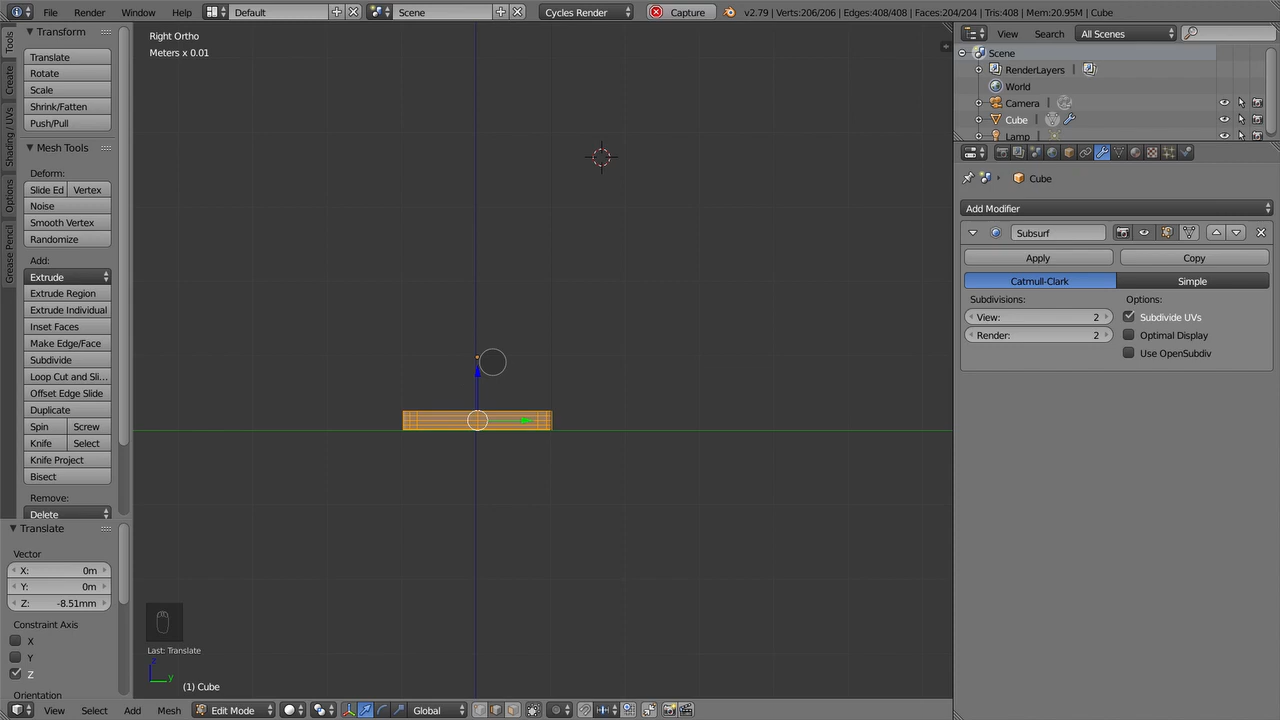 File Render Window Help Default Scene Cycles Render Capture v2.79 | Verts:206/206 | Edges:408/408 | Faces:204/204 | Tris:408 | Mem:20.95M | Cube
Tools
Create
Shading / UVs
Options
Grease Pencil
Transform
Translate
Rotate
Scale
Shrink/Fatten
Push/Pull
Mesh Tools
Deform:
Slide Ed Vertex
Noise
Smooth Vertex
Randomize
Add:
Extrude
Extrude Region
Extrude Individual
Inset Faces
Make Edge/Face
Subdivide
Loop Cut and Sli...
Offset Edge Slide
Duplicate
Spin Screw
Knife Select
Knife Project
Bisect
Remove:
Delete
Translate
Vector
X: 0m
Y: 0m
Z: -8.51mm
Constraint Axis
X
Y
Z
Orientation
Right Ortho
Meters x 0.01
Last: Translate
z
y
(1) Cube
View Select Add Mesh Edit Mode Global
View Search All Scenes
Scene
RenderLayers
World
Camera
Cube
Lamp
Cube
Add Modifier
Subsurf
Apply Copy
Catmull-Clark Simple
Subdivisions: Options:
View: 2 Subdivide UVs
Render: 2 Optimal Display
Use OpenSubdiv